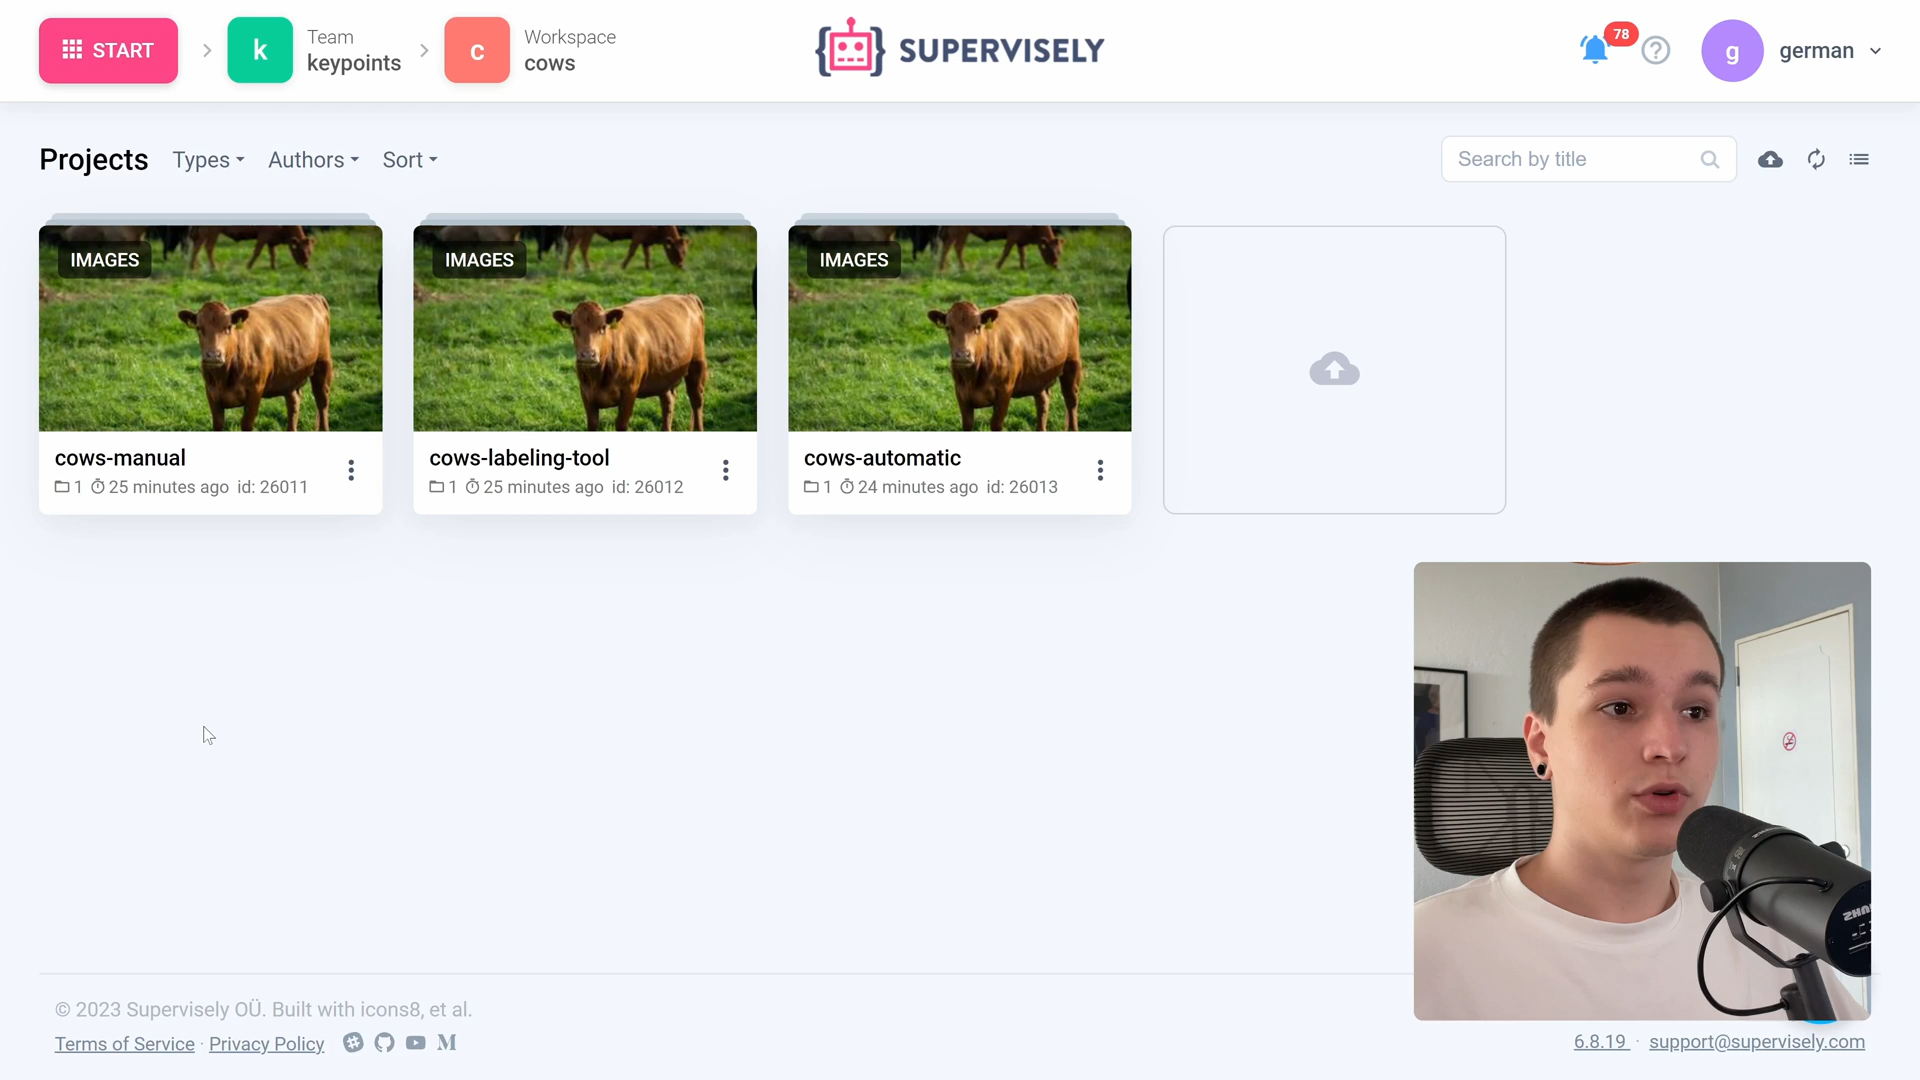 START
k
Team
keypoints
c
Workspace
cows
SUPERVISELY
78
g
german
Projects
Types
Authors
Sort
Search by title
IMAGES
IMAGES
IMAGES
cows-manual
1 25 minutes ago id: 26011
cows-labeling-tool
1 25 minutes ago id: 26012
cows-automatic
1 24 minutes ago id: 26013
© 2023 Supervisely OÜ. Built with icons8, et al.
Terms of Service · Privacy Policy
6.8.19 · support@supervisely.com